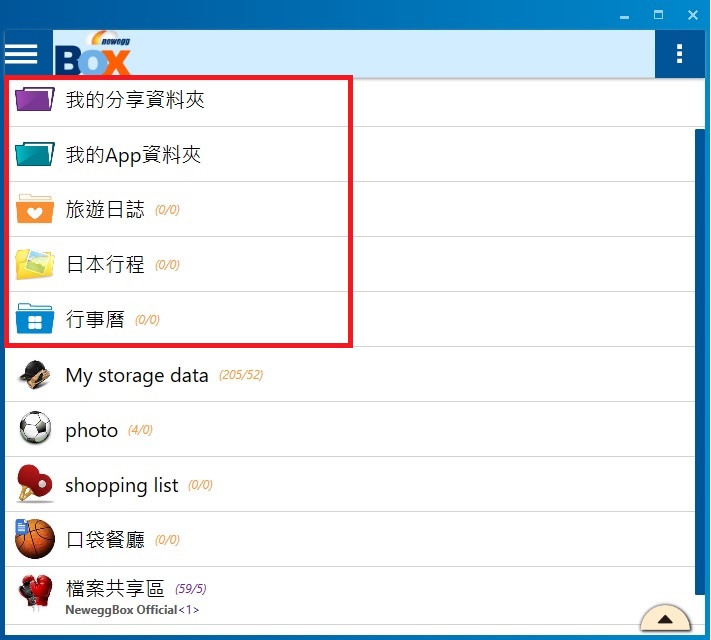 newegg
BOX
我的分享資料夾
我的App資料夾
旅遊日誌 (0/0)
日本行程 (0/0)
行事曆 (0/0)
My storage data (205/52)
photo (4/0)
shopping list (0/0)
口袋餐廳 (0/0)
檔案共享區 (59/5)
NeweggBox Official<1>